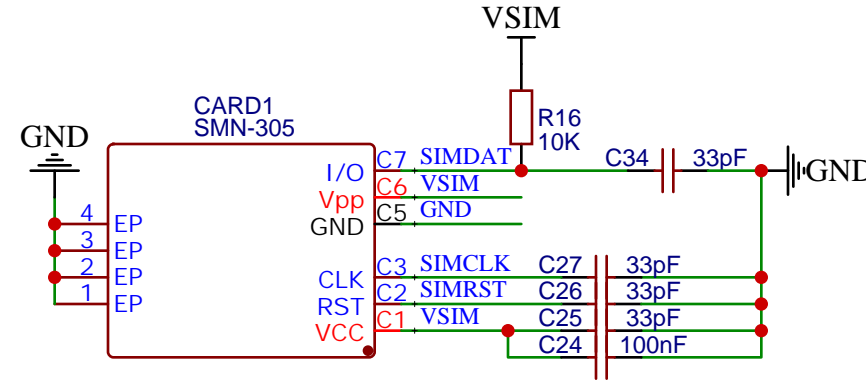 VSIM
CARD1
SMN-305
R16
10K
GND
I/O C7 SIMDAT C34 33pF GND
Vpp C6 VSIM
GND C5 GND
4 EP
3 EP
2 EP
1 EP
CLK C3 SIMCLK C27 33pF
RST C2 SIMRST C26 33pF
VCC C1 VSIM C25 33pF
C24 100nF